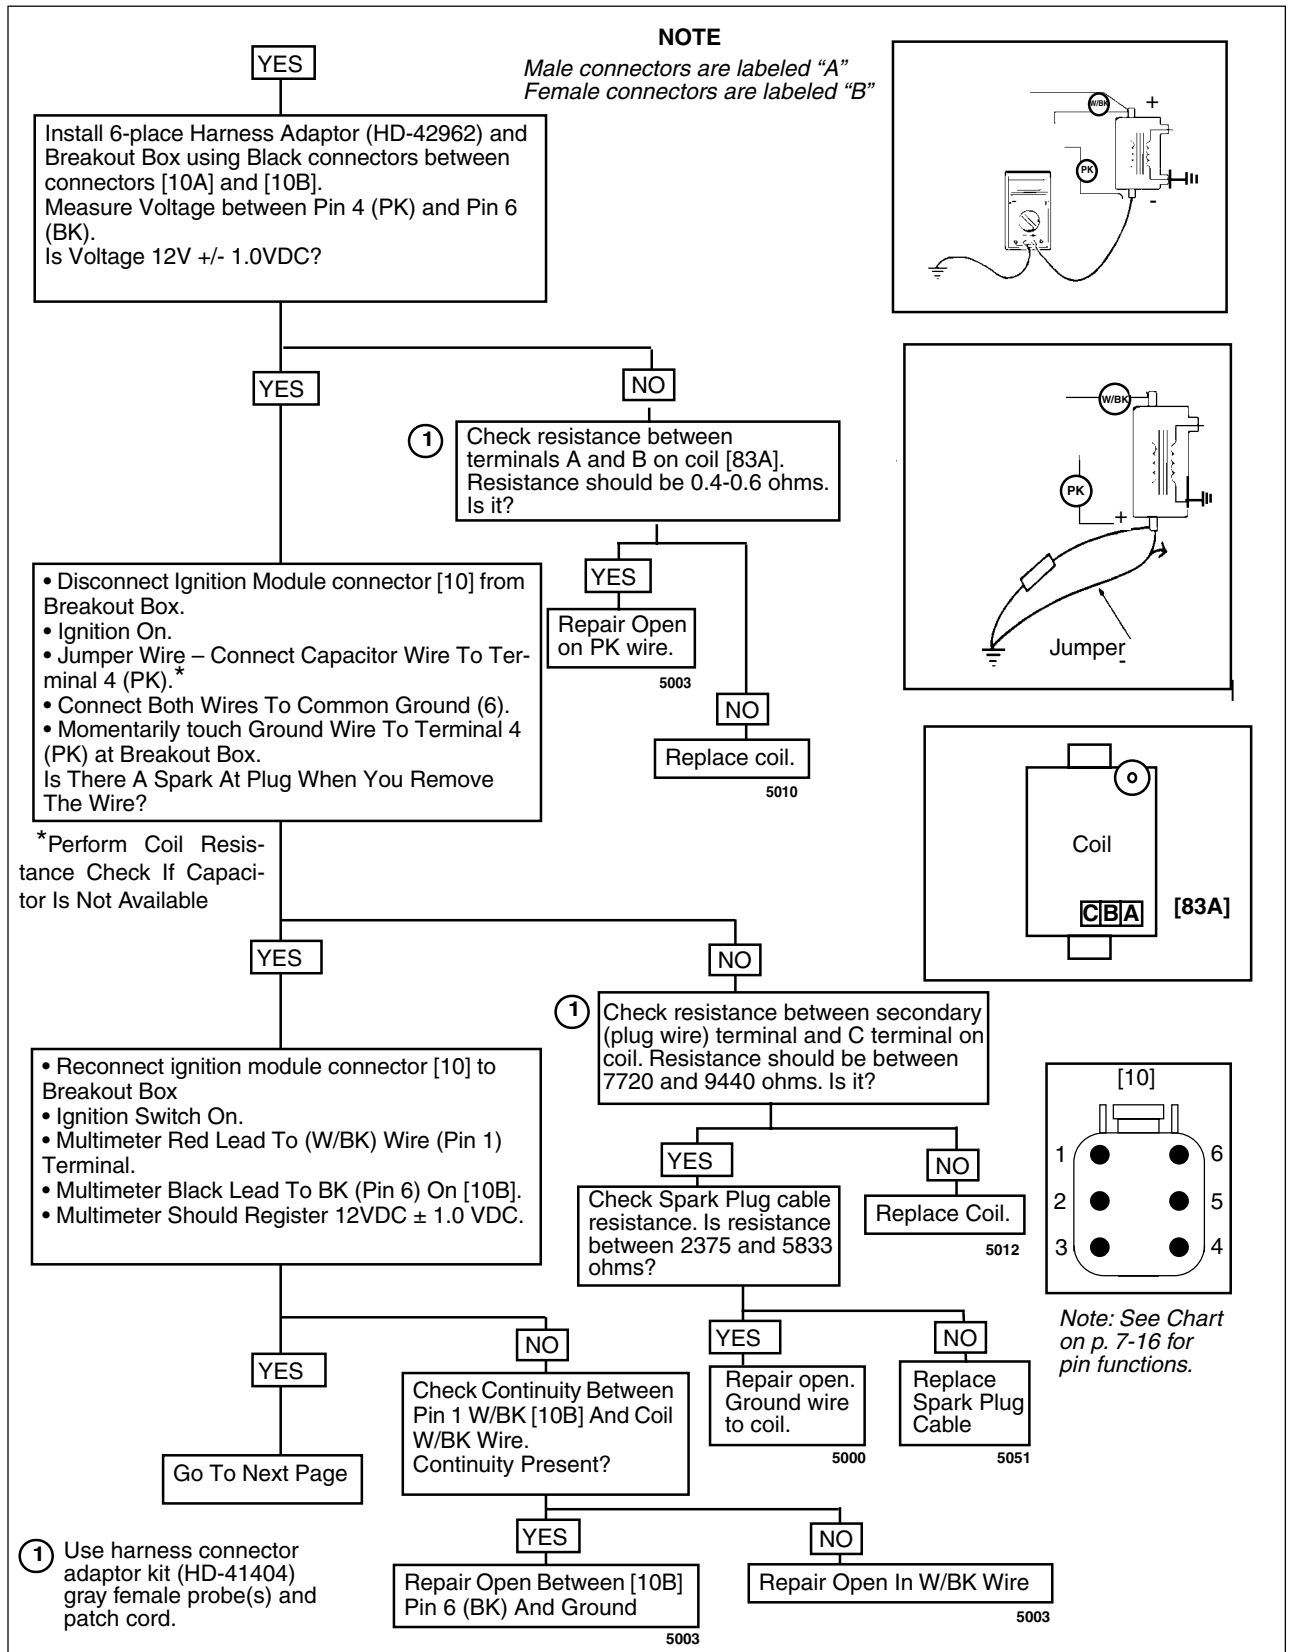 NOTE
Male connectors are labeled “A”
Female connectors are labeled “B”
YES
Install 6-place Harness Adaptor (HD-42962) and
Breakout Box using Black connectors between
connectors [10A] and [10B].
Measure Voltage between Pin 4 (PK) and Pin 6
(BK).
Is Voltage 12V +/- 1.0VDC?
W/BK
+
PK
-
YES
NO
1
Check resistance between
terminals A and B on coil [83A].
Resistance should be 0.4-0.6 ohms.
Is it?
W/BK
PK
+
Jumper
-
YES
Repair Open
on PK wire.
5003
NO
Replace coil.
5010
• Disconnect Ignition Module connector [10] from
Breakout Box.
• Ignition On.
• Jumper Wire – Connect Capacitor Wire To Ter-
minal 4 (PK).*
• Connect Both Wires To Common Ground (6).
• Momentarily touch Ground Wire To Terminal 4
(PK) at Breakout Box.
Is There A Spark At Plug When You Remove
The Wire?
*Perform Coil Resis-
tance Check If Capaci-
tor Is Not Available
Coil
CBA
[83A]
YES
NO
1
Check resistance between secondary
(plug wire) terminal and C terminal on
coil. Resistance should be between
7720 and 9440 ohms. Is it?
• Reconnect ignition module connector [10] to
Breakout Box
• Ignition Switch On.
• Multimeter Red Lead To (W/BK) Wire (Pin 1)
Terminal.
• Multimeter Black Lead To BK (Pin 6) On [10B].
• Multimeter Should Register 12VDC ± 1.0 VDC.
YES
NO
Check Spark Plug cable
resistance. Is resistance
between 2375 and 5833
ohms?
Replace Coil.
5012
[10]
1 6
2 5
3 4
Note: See Chart
on p. 7-16 for
pin functions.
YES
NO
Repair open.
Ground wire
to coil.
5000
Replace
Spark Plug
Cable
5051
YES
NO
Go To Next Page
Check Continuity Between
Pin 1 W/BK [10B] And Coil
W/BK Wire.
Continuity Present?
YES
NO
Repair Open Between [10B]
Pin 6 (BK) And Ground
5003
Repair Open In W/BK Wire
5003
1 Use harness connector
adaptor kit (HD-41404)
gray female probe(s) and
patch cord.